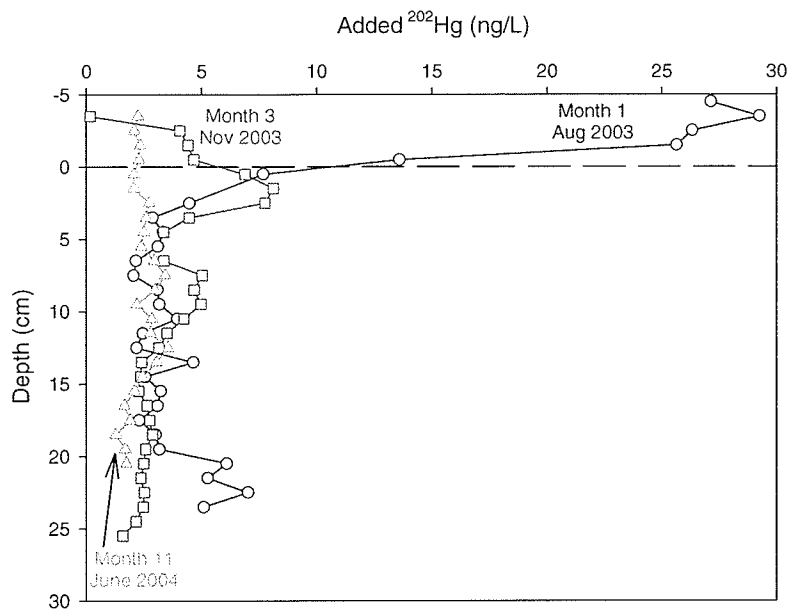 Added ²⁰²Hg (ng/L)
0 5 10 15 20 25 30
-5
Month 3
Nov 2003
Month 1
Aug 2003
0
5
10
15
20
25
30
Depth (cm)
Month 11
June 2004